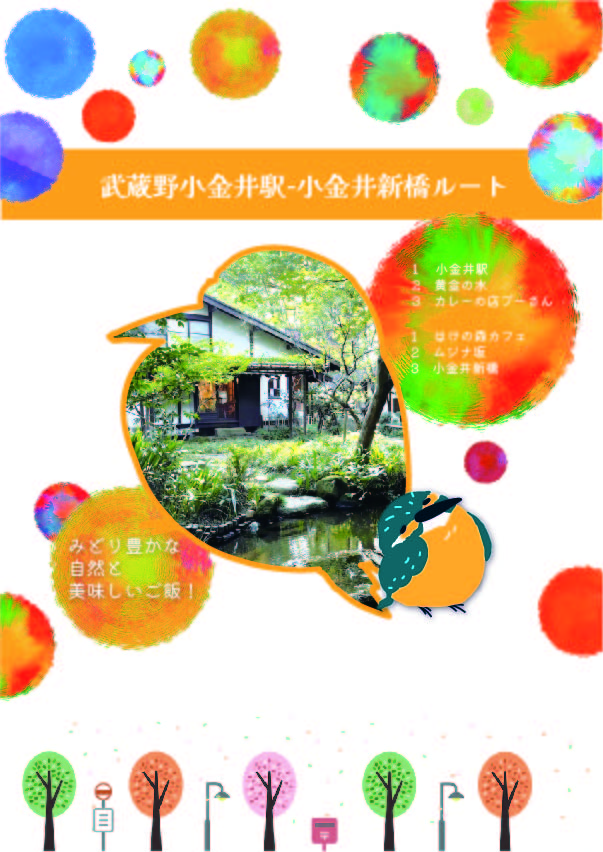 武蔵野小金井駅-小金井新橋ルート
1 小金井駅
2 黄金の水
3 カレーの店プーさん
1 はけの森カフェ
2 ムジナ坂
3 小金井新橋
みどり豊かな
自然と
美味しいご飯！
〒